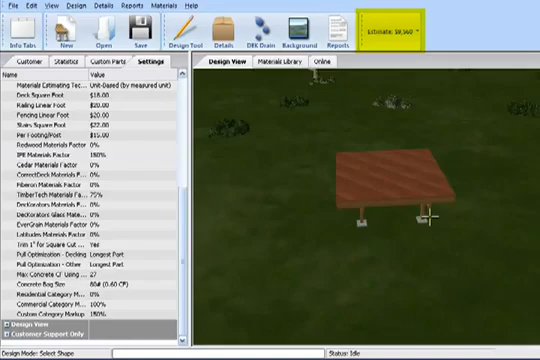 File Edit View Design Details Reports Materials Help
Info Tabs New Open Save Design Tool Details DEK Drain Background Reports Estimate: $9,360
Customer Statistics Custom Parts Settings Design View Materials Library Online
Name Value
Materials Estimating Tec... Unit-Based (by measured unit)
Deck Square Foot $18.00
Railing Linear Foot $20.00
Fencing Linear Foot $20.00
Stairs Square Foot $22.00
Per Footing/Post $15.00
Redwood Materials Factor 0%
IPE Materials Factor 150%
Cedar Materials Factor 0%
CorrectDeck Materials Fa... 0%
Fiberon Materials Factor 0%
TimberTech Materials Fa... 75%
DecKorators Materials F... 0%
DecKorators Glass Mate... 0%
EverGrain Materials Factor 0%
Latitudes Materials Factor 0%
Trim 1" for Square Cut ... Yes
Pull Optimization - Decking Longest Part
Pull Optimization - Other Longest Part
Max Concrete CF Using ... 27
Concrete Bag Size 80# (0.60 CF)
Residential Category M... 0%
Commercial Category M... 100%
Custom Category Markup 150%
Design View
Customer Support Only
Design Mode: Select Shape Status: Idle